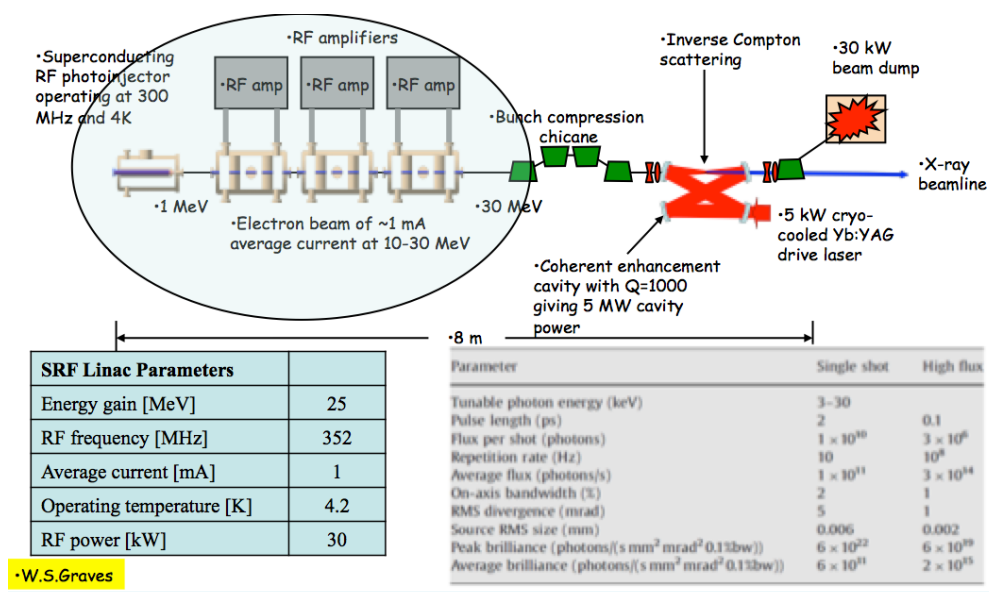 •Superconducting
RF photoinjector
operating at 300
MHz and 4K
•RF amplifiers
•RF amp
•RF amp
•RF amp
•Inverse Compton
scattering
•30 kW
beam dump
•Bunch compression
chicane
•X-ray
beamline
•1 MeV
•30 MeV
•Electron beam of ~1 mA
average current at 10-30 MeV
•5 kW cryo-
cooled Yb:YAG
drive laser
•Coherent enhancement
cavity with Q=1000
giving 5 MW cavity
power
•8 m
SRF Linac Parameters
Energy gain [MeV] 25
RF frequency [MHz] 352
Average current [mA] 1
Operating temperature [K] 4.2
RF power [kW] 30
Parameter Single shot High flux
Tunable photon energy (keV) 3–30
Pulse length (ps) 2 0.1
Flux per shot (photons) 1 × 10¹⁰ 3 × 10⁶
Repetition rate (Hz) 10 10⁸
Average flux (photons/s) 1 × 10¹¹ 3 × 10¹⁴
On-axis bandwidth (%) 2 1
RMS divergence (mrad) 5 1
Source RMS size (mm) 0.006 0.002
Peak brilliance (photons/(s mm² mrad² 0.1%bw)) 6 × 10²² 6 × 10¹⁹
Average brilliance (photons/(s mm² mrad² 0.1%bw)) 6 × 10¹¹ 2 × 10¹⁵
•W.S.Graves